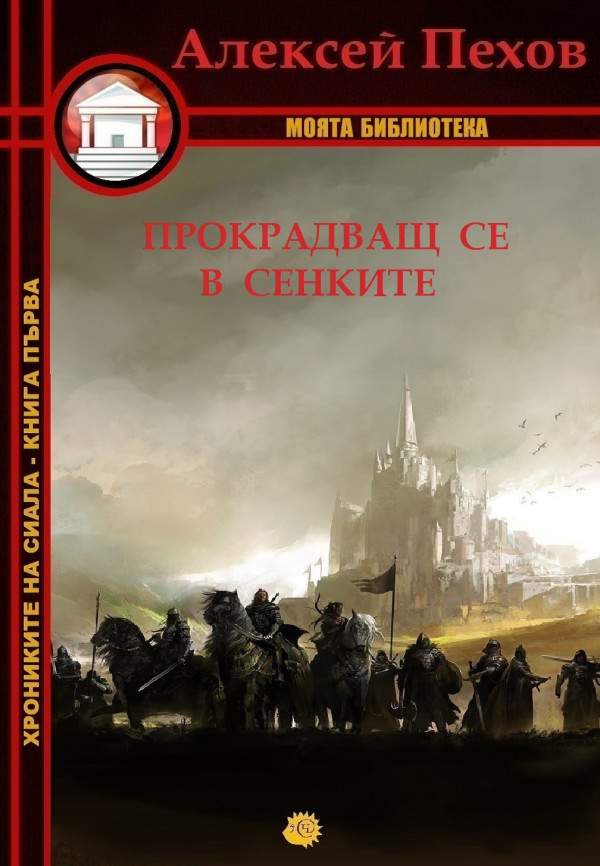 Алексей Пехов
МОЯТА БИБЛИОТЕКА
ПРОКРАДВАЩ СЕ
В СЕНКИТЕ
ХРОНИКИТЕ НА СИАЛА - КНИГА ПЪРВА